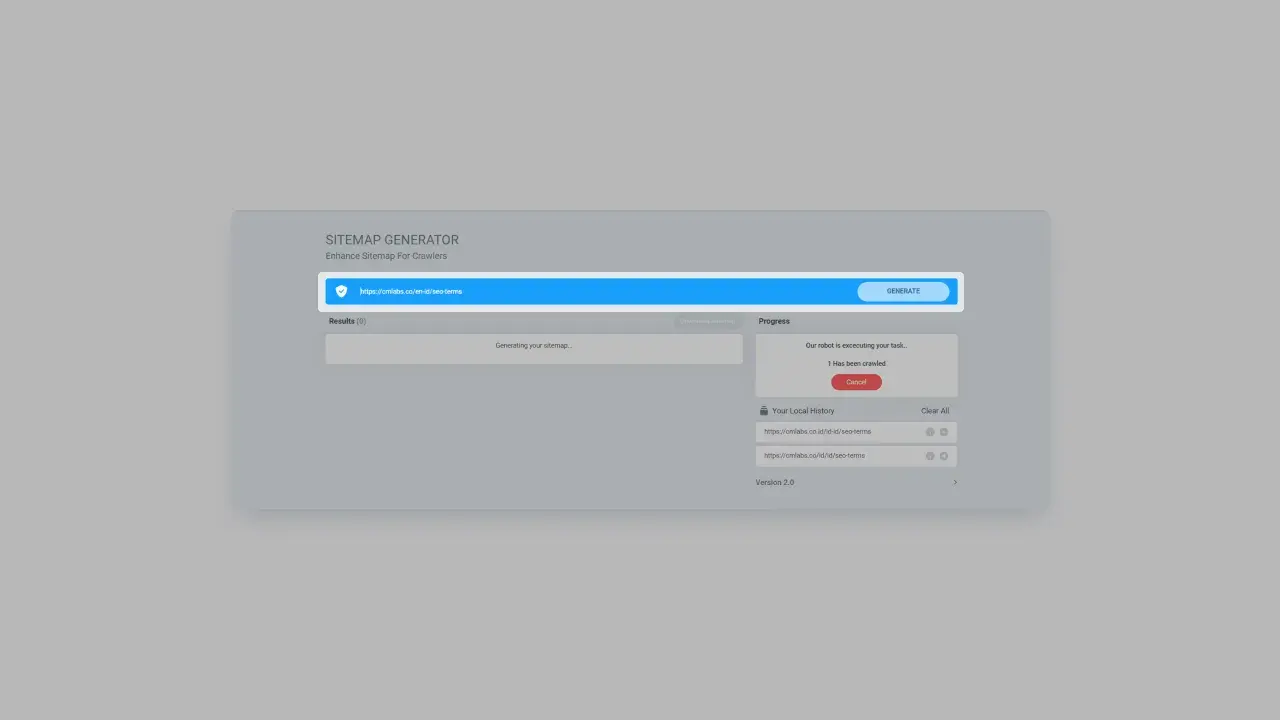 SITEMAP GENERATOR
Enhance Sitemap For Crawlers
https://cmlabs.co/en-id/seo-terms
GENERATE
Results (0)
Generating your sitemap...
Progress
Our robot is excecuting your task..
1 Has been crawled
Cancel
Your Local History
Clear All
https://cmlabs.co.id/id-id/seo-terms
https://cmlabs.co/id/id/seo-terms
Version 2.0